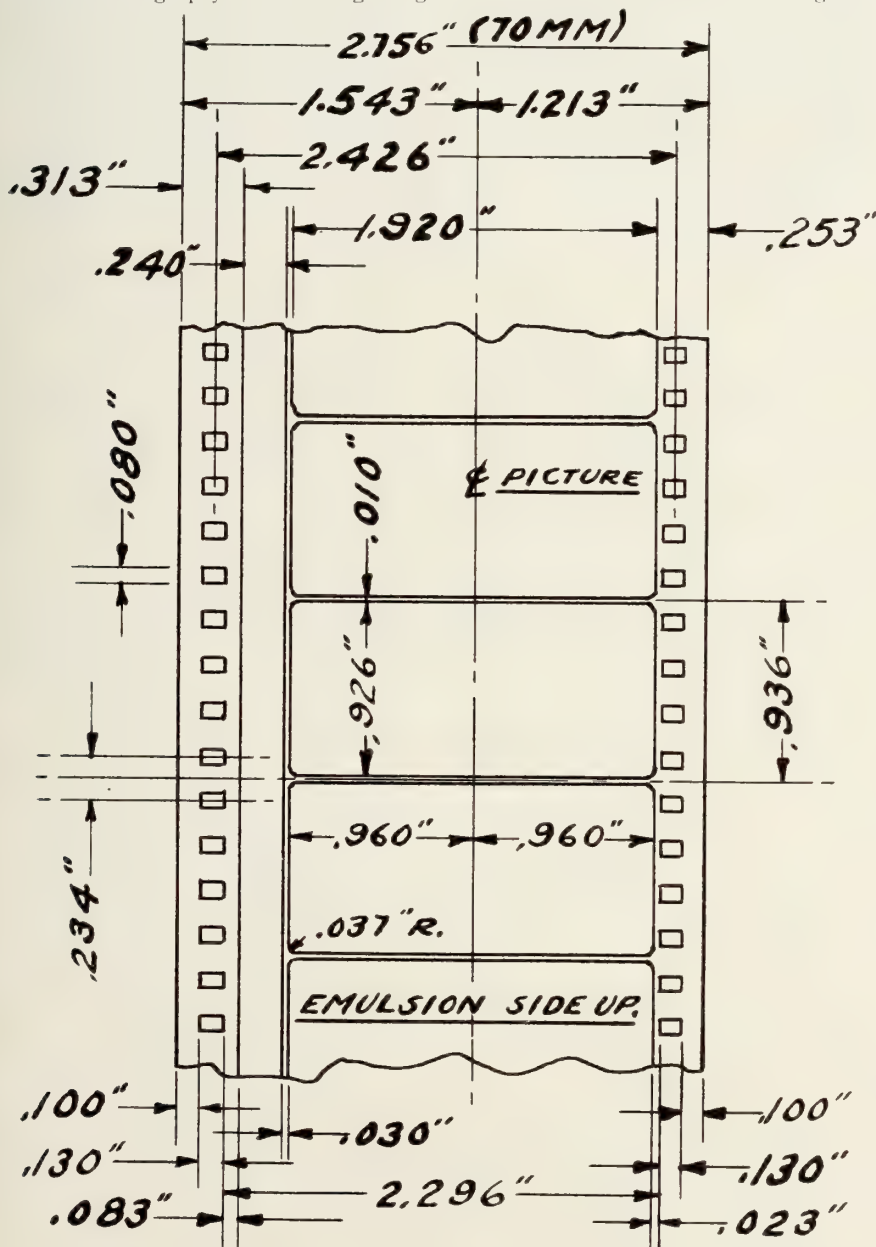 2.756" (70MM)
1.543" 1.213"
2.426"
.313"
1.920" .253"
.240"
.080"
.010"
℄ PICTURE
.926"
.936"
.960" .960"
.234"
.037"R.
EMULSION SIDE UP.
.100" .030" .100"
.130" .130"
2.296"
.083" .023"